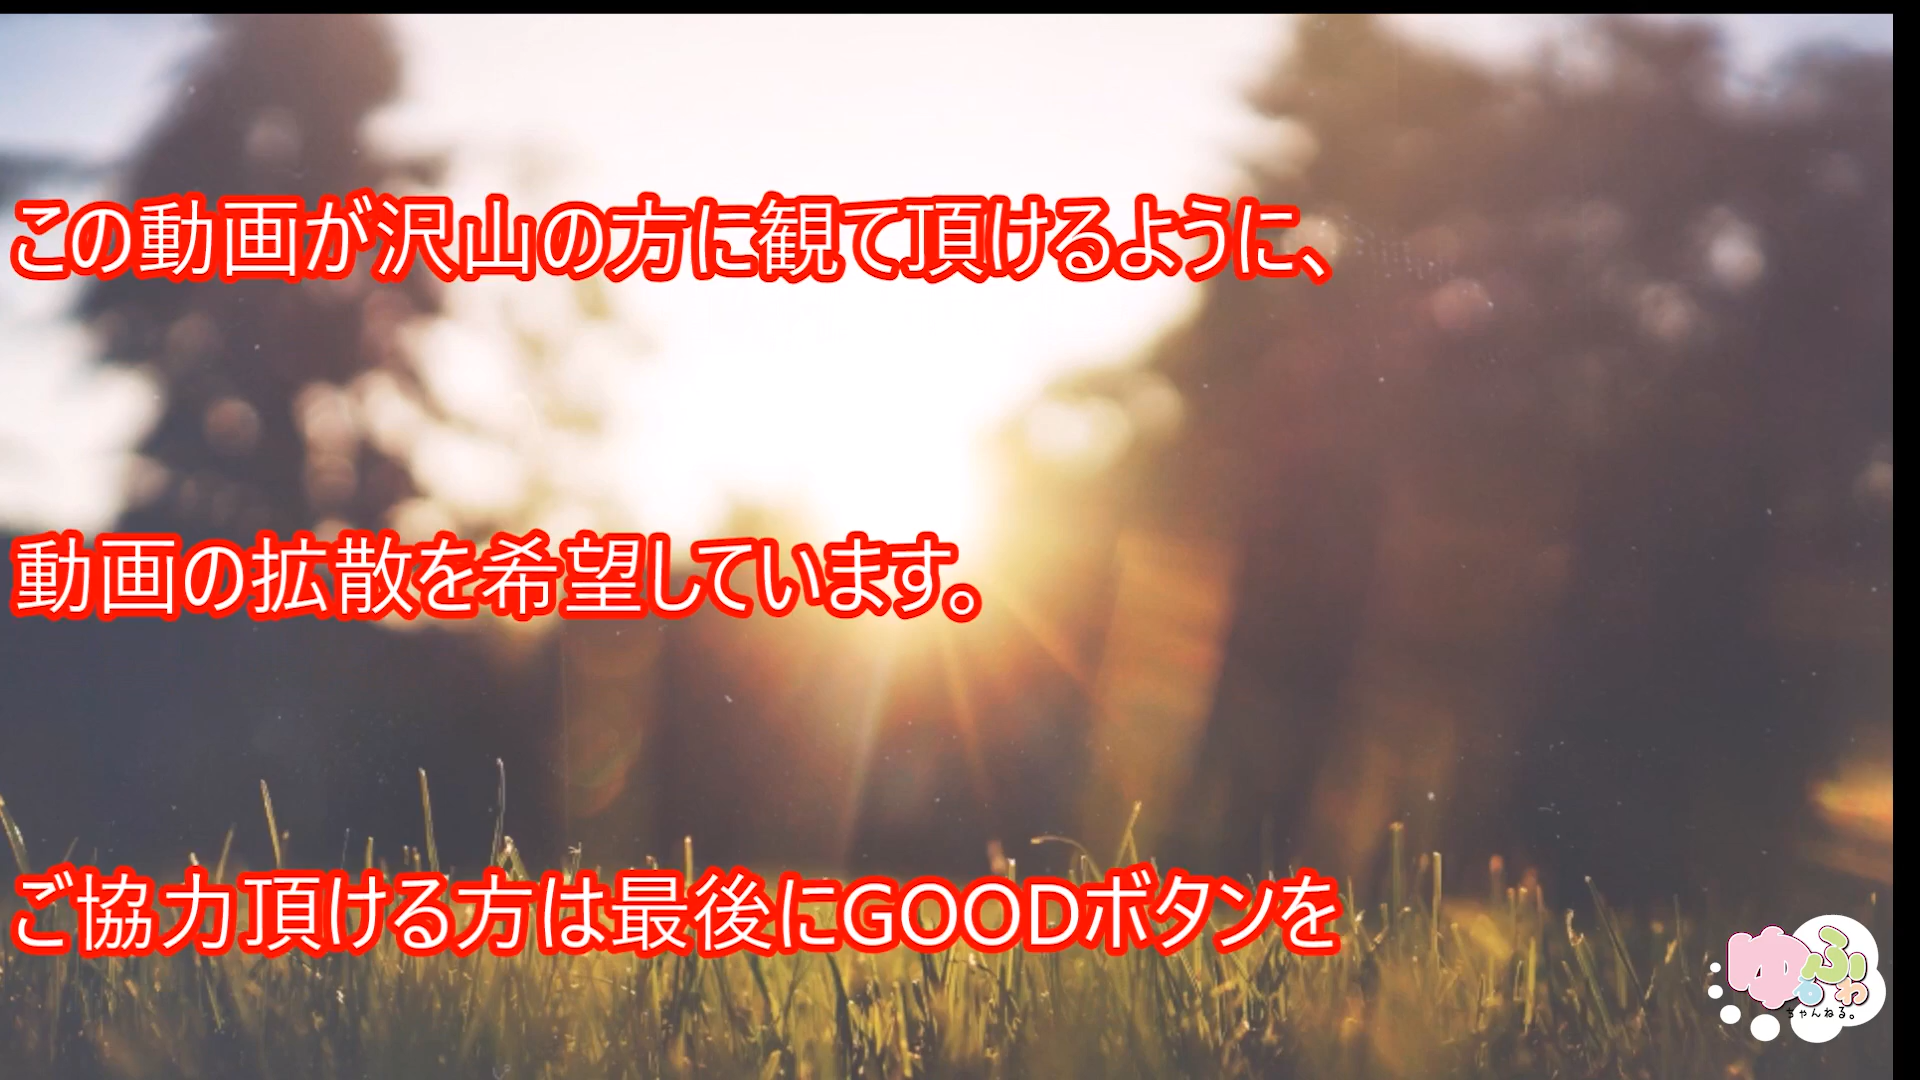 この動画が沢山の方に観て頂けるように、
動画の拡散を希望しています。
ご協力頂ける方は最後にGOODボタンを
ゆるふわ
ちゃんねる。